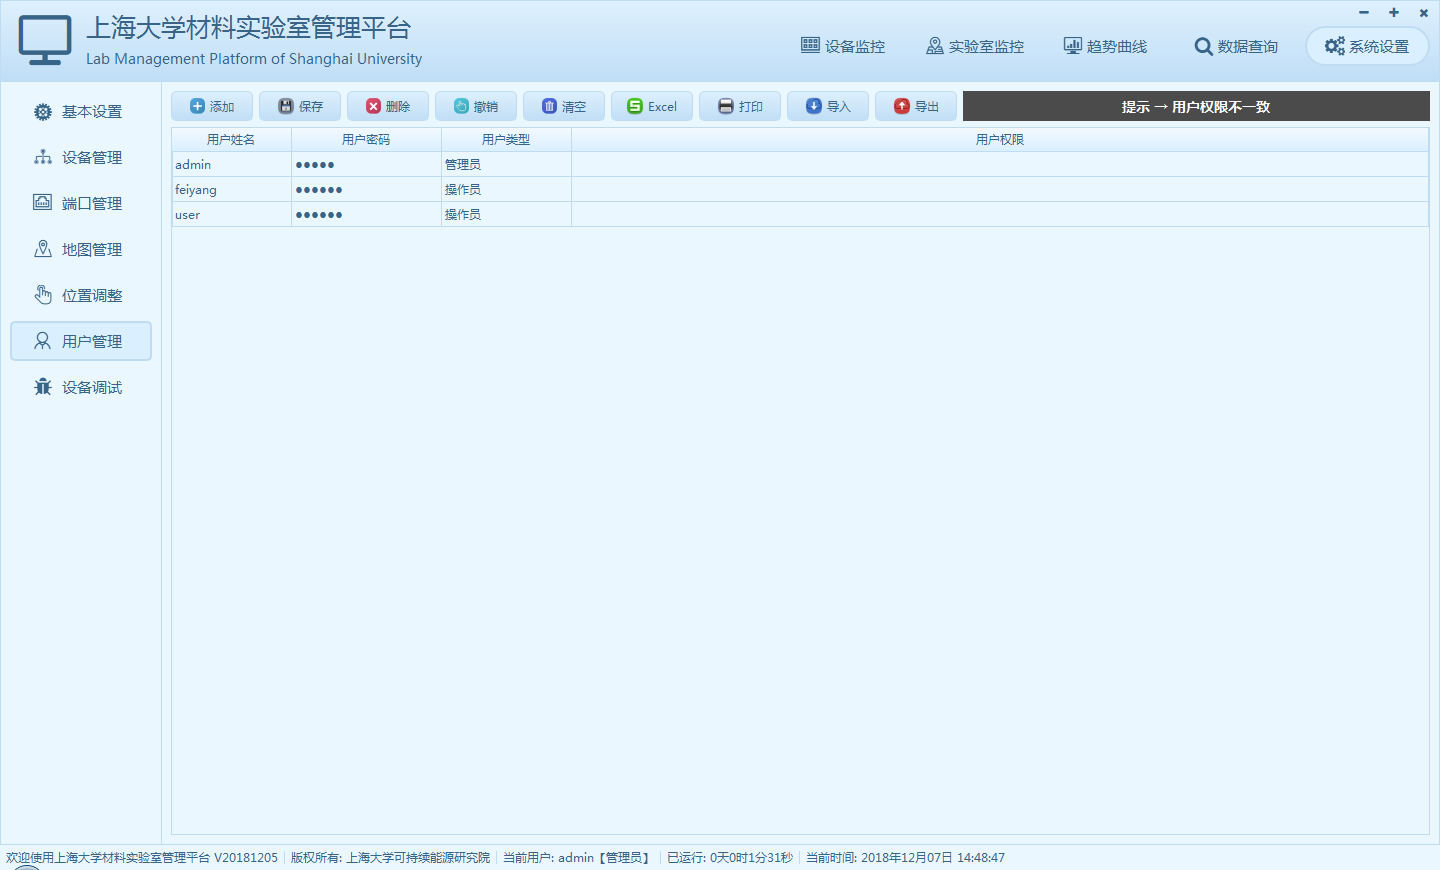 上海大学材料实验室管理平台
Lab Management Platform of Shanghai University
设备监控 实验室监控 趋势曲线 数据查询 系统设置
基本设置
设备管理
端口管理
地图管理
位置调整
用户管理
设备调试
添加 保存 删除 撤销 清空 Excel 打印 导入 导出 提示 → 用户权限不一致
用户姓名 用户密码 用户类型 用户权限
admin ●●●●● 管理员
feiyang ●●●●●● 操作员
user ●●●●●● 操作员
欢迎使用上海大学材料实验室管理平台 V20181205 版权所有: 上海大学可持续能源研究院 当前用户: admin【管理员】 已运行: 0天0时1分31秒 当前时间: 2018年12月07日 14:48:47